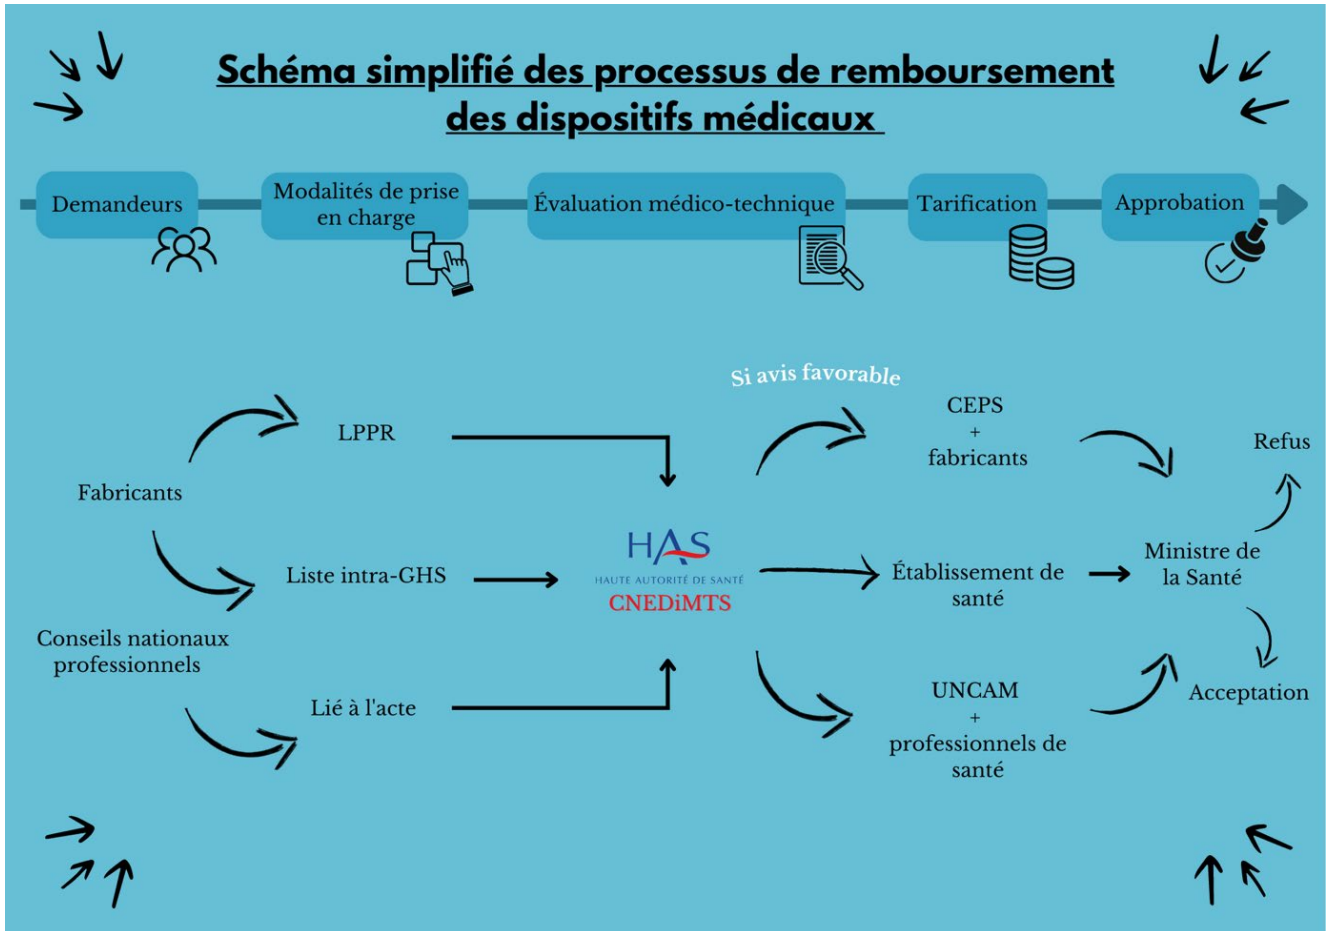 Schéma simplifié des processus de remboursement
des dispositifs médicaux
Demandeurs
Modalités de prise
en charge
Évaluation médico-technique
Tarification
Approbation
Si avis favorable
LPPR
CEPS
+
fabricants
Refus
Fabricants
HAS
HAUTE AUTORITÉ DE SANTÉ
CNEDiMTS
Liste intra-GHS
Établissement de
santé
Ministre de
la Santé
Conseils nationaux
professionnels
Lié à l'acte
UNCAM
+
professionnels de
santé
Acceptation